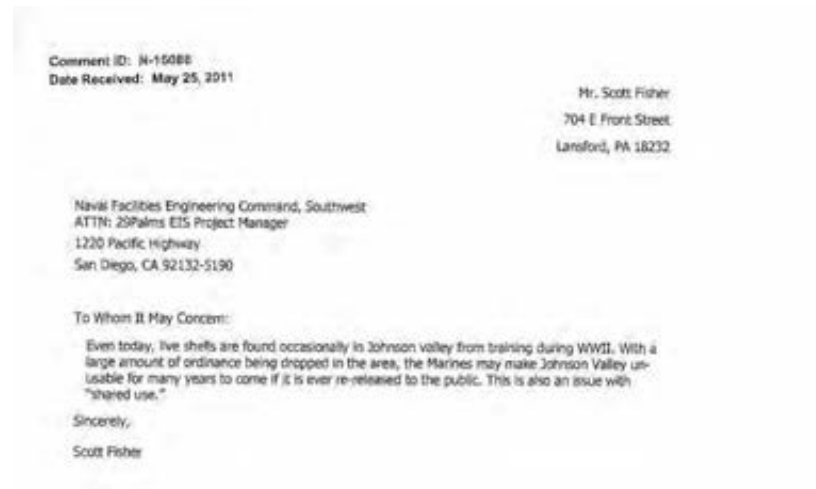 Comment ID: N-15088
Date Received: May 25, 2011
Mr. Scott Fisher
704 E Front Street
Lansford, PA 18232
Naval Facilities Engineering Command, Southwest
ATTN: 29Palms EIS Project Manager
1220 Pacific Highway
San Diego, CA 92132-5190
To Whom It May Concern:
Even today, live shells are found occasionally in Johnson valley from training during WWII. With a
large amount of ordinance being dropped in the area, the Marines may make Johnson Valley un-
usable for many years to come if it is ever re-released to the public. This is also an issue with
"shared use."
Sincerely,
Scott Fisher